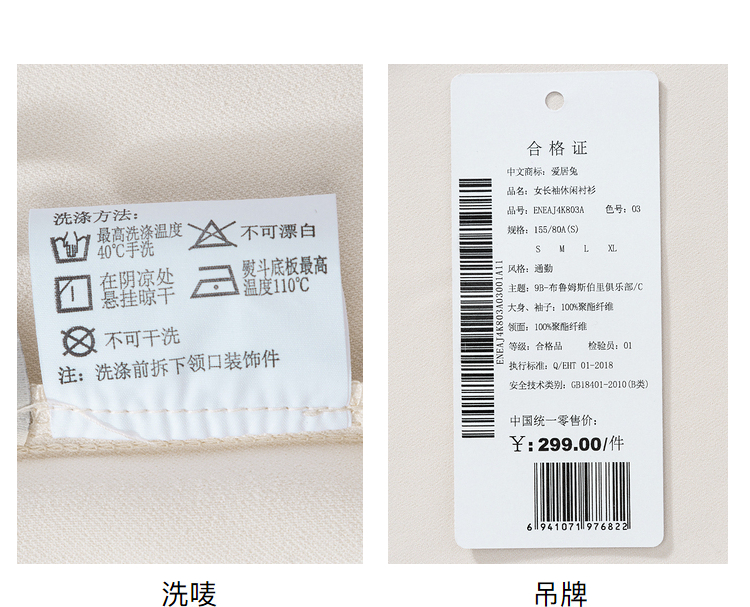 洗涤方法:
最高洗涤温度
40℃手洗
不可漂白
在阴凉处
悬挂晾干
熨斗底板最高
温度110℃
不可干洗
注: 洗涤前拆下领口装饰件
洗唛
合格证
中文商标: 爱居兔
品名: 女长袖休闲衬衫
品号: ENEAJ4K803A 色号: 03
规格: 155/80A(S)
S M L XL
风格: 通勤
主题: 9B-布鲁姆斯伯里俱乐部/C
大身、袖子: 100%聚酯纤维
领面: 100%聚酯纤维
等级: 合格品 检验员: 01
执行标准: Q/EHT 01-2018
安全技术类别: GB18401-2010(B类)
ENEAJ4K803A03001A11
中国统一零售价:
¥:299.00/件
6 941071 976822
吊牌